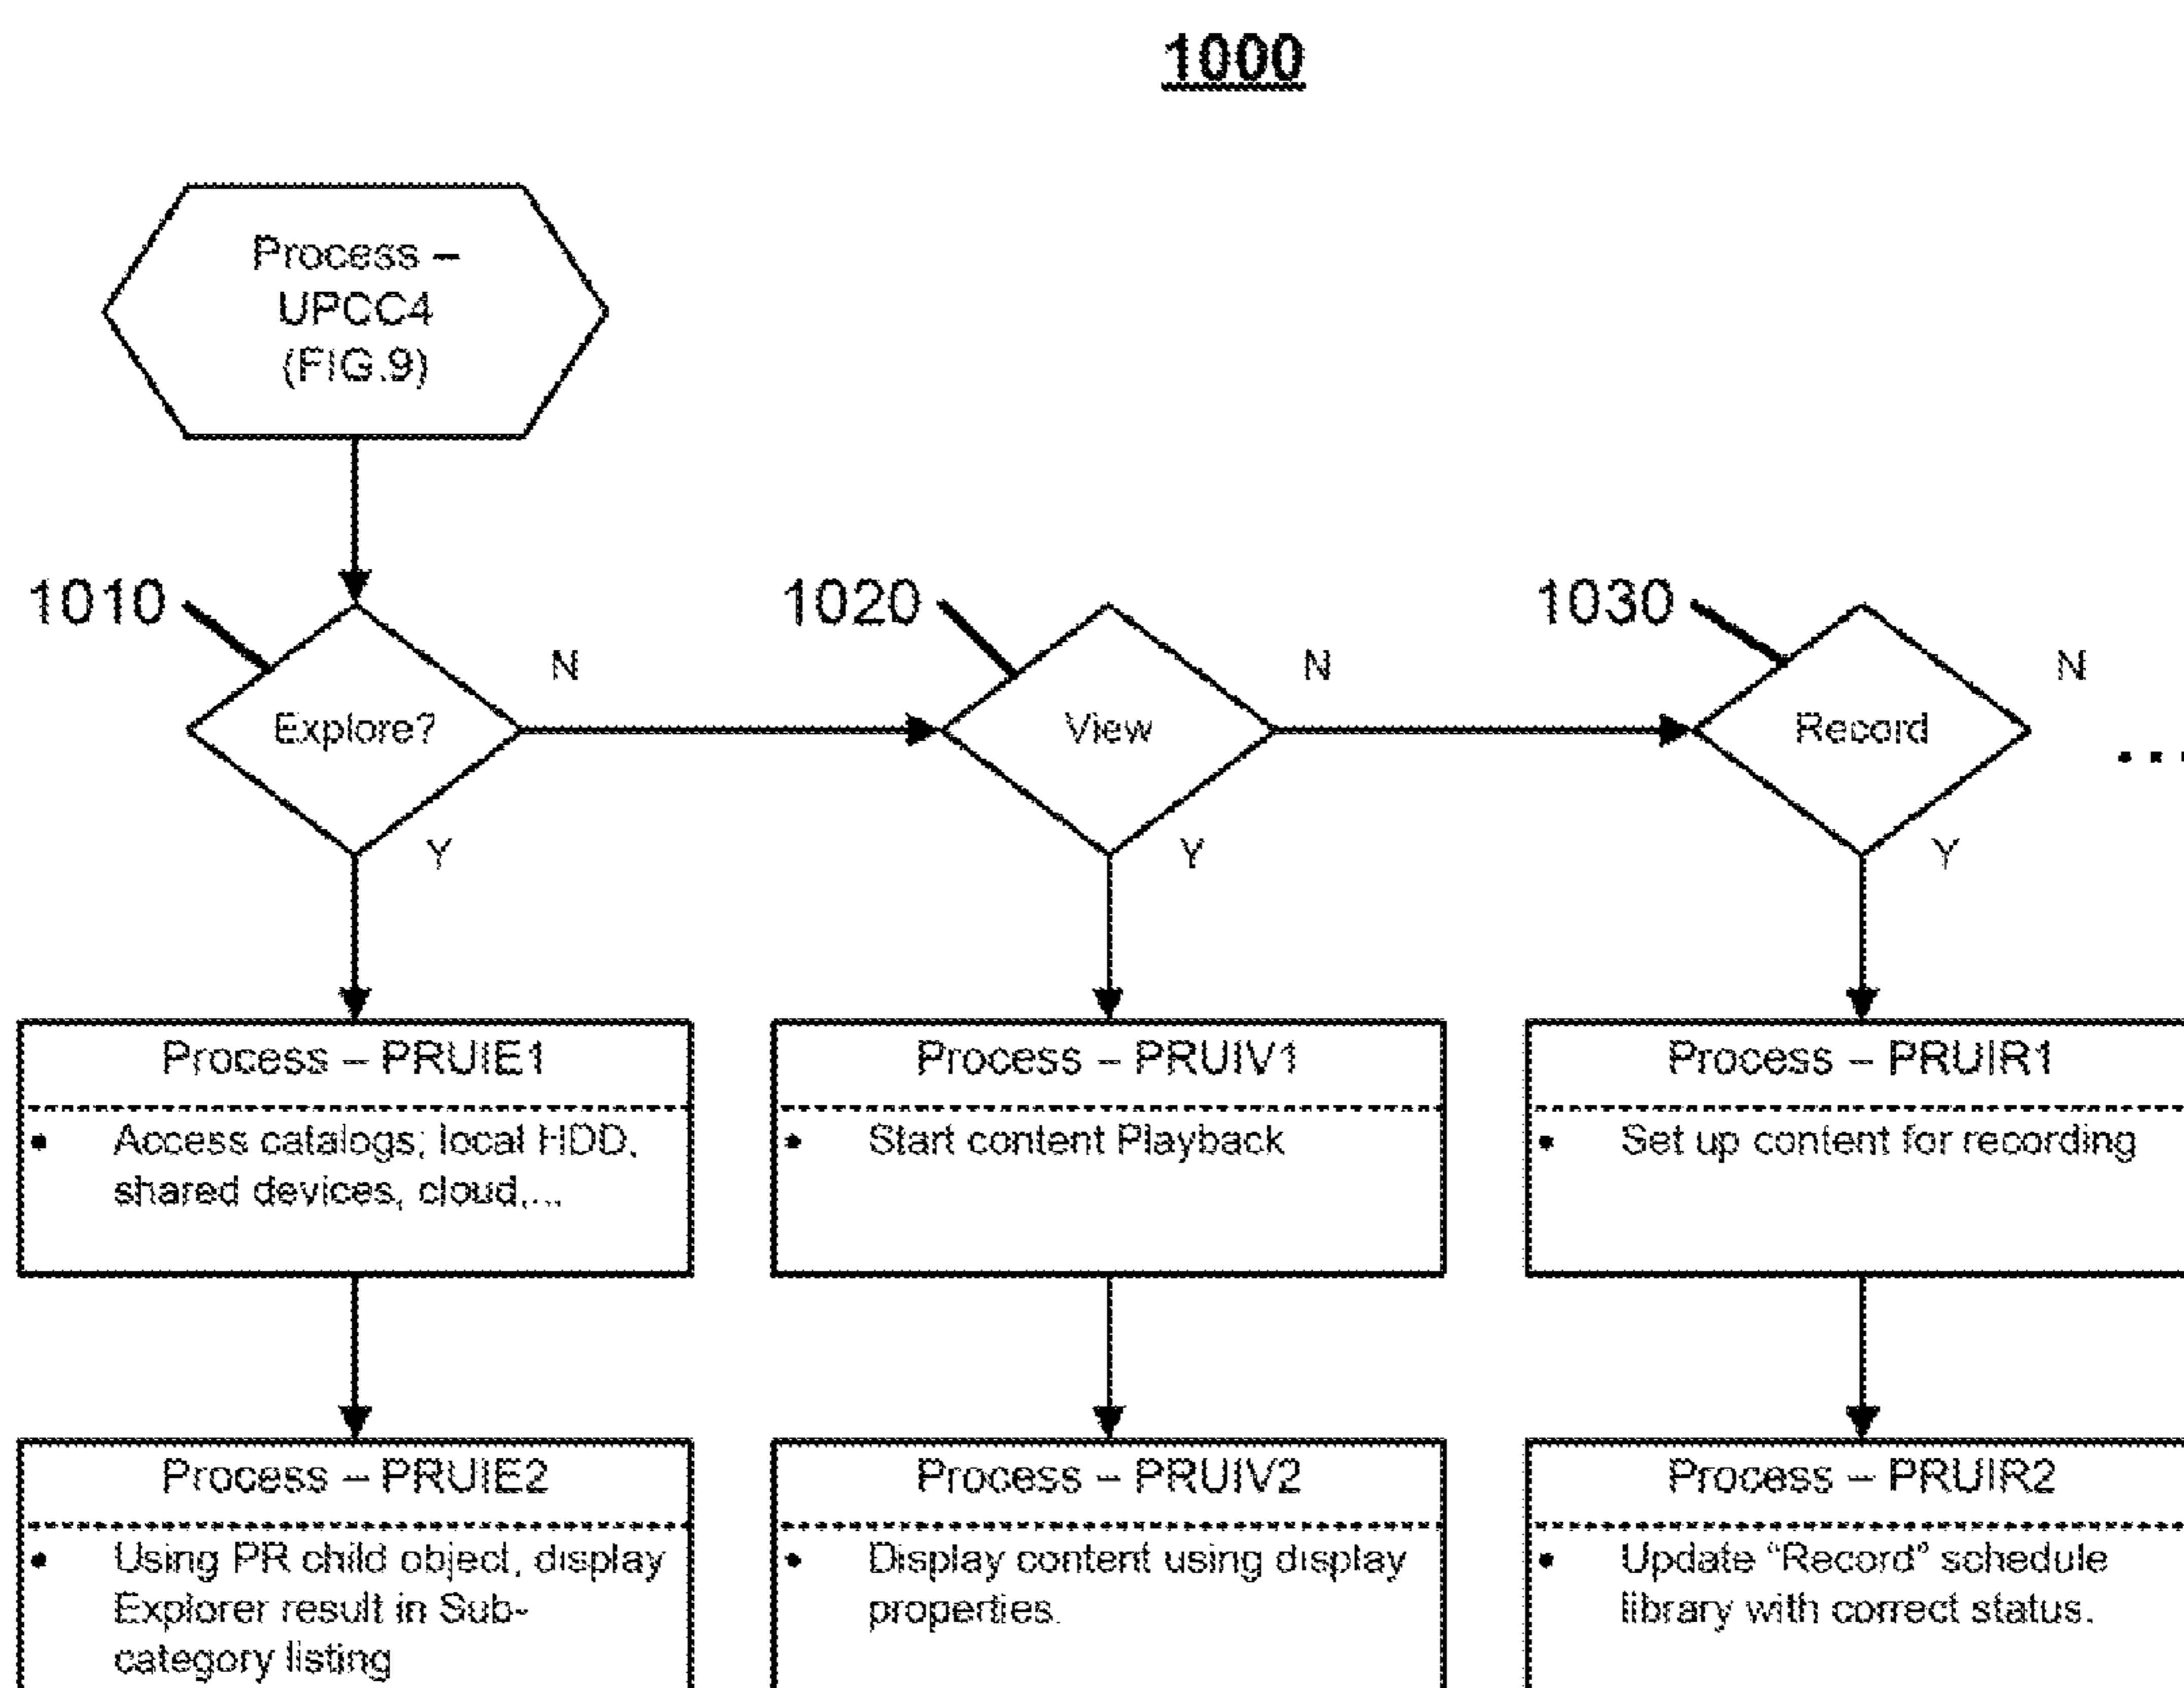 1000
Process –
UPCC4
(FIG.9)
1010
1020
1030
Explore?
N
View
N
Record
N
...
Y
Y
Y
Process – PRUIE1
• Access catalogs; local HDD,
shared devices, cloud,...
Process – PRUIV1
• Start content Playback
Process – PRUIR1
• Set up content for recording
Process – PRUIE2
• Using PR child object, display
Explorer result in Sub-
category listing
Process – PRUIV2
• Display content using display
properties.
Process – PRUIR2
• Update “Record” schedule
library with correct status.